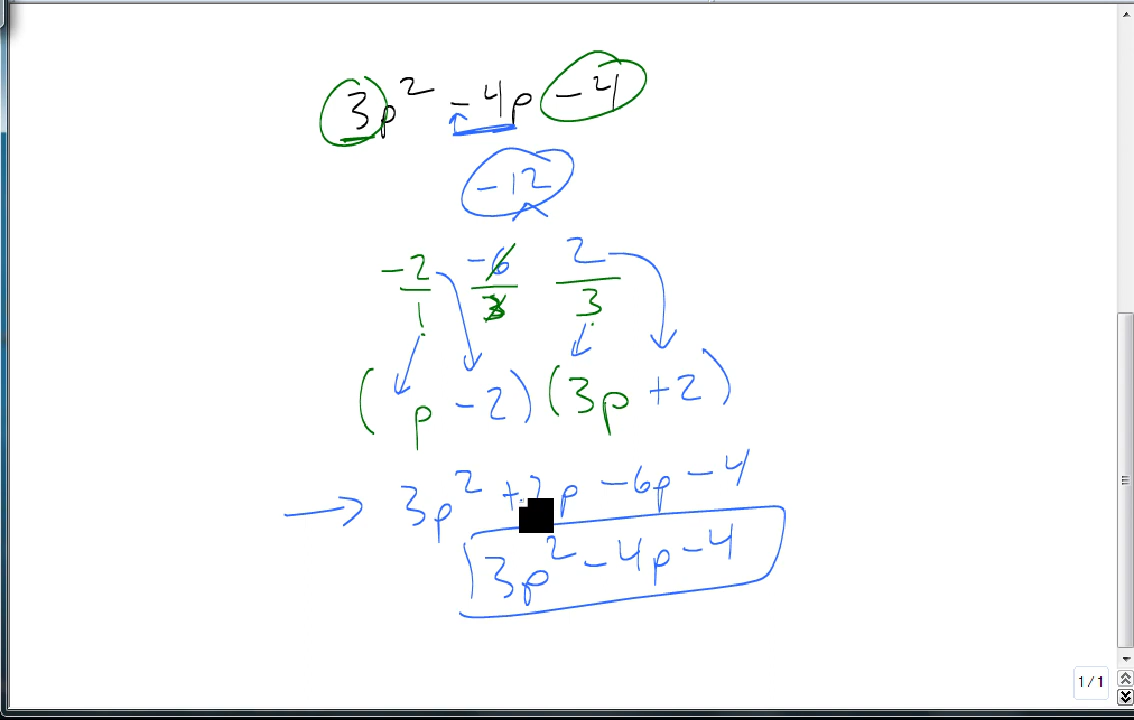 3p² -4p -4
-12
-2/1 -6/3 2/3
(p -2)(3p +2)
→ 3p² +2p -6p -4
3p² -4p -4
1/1